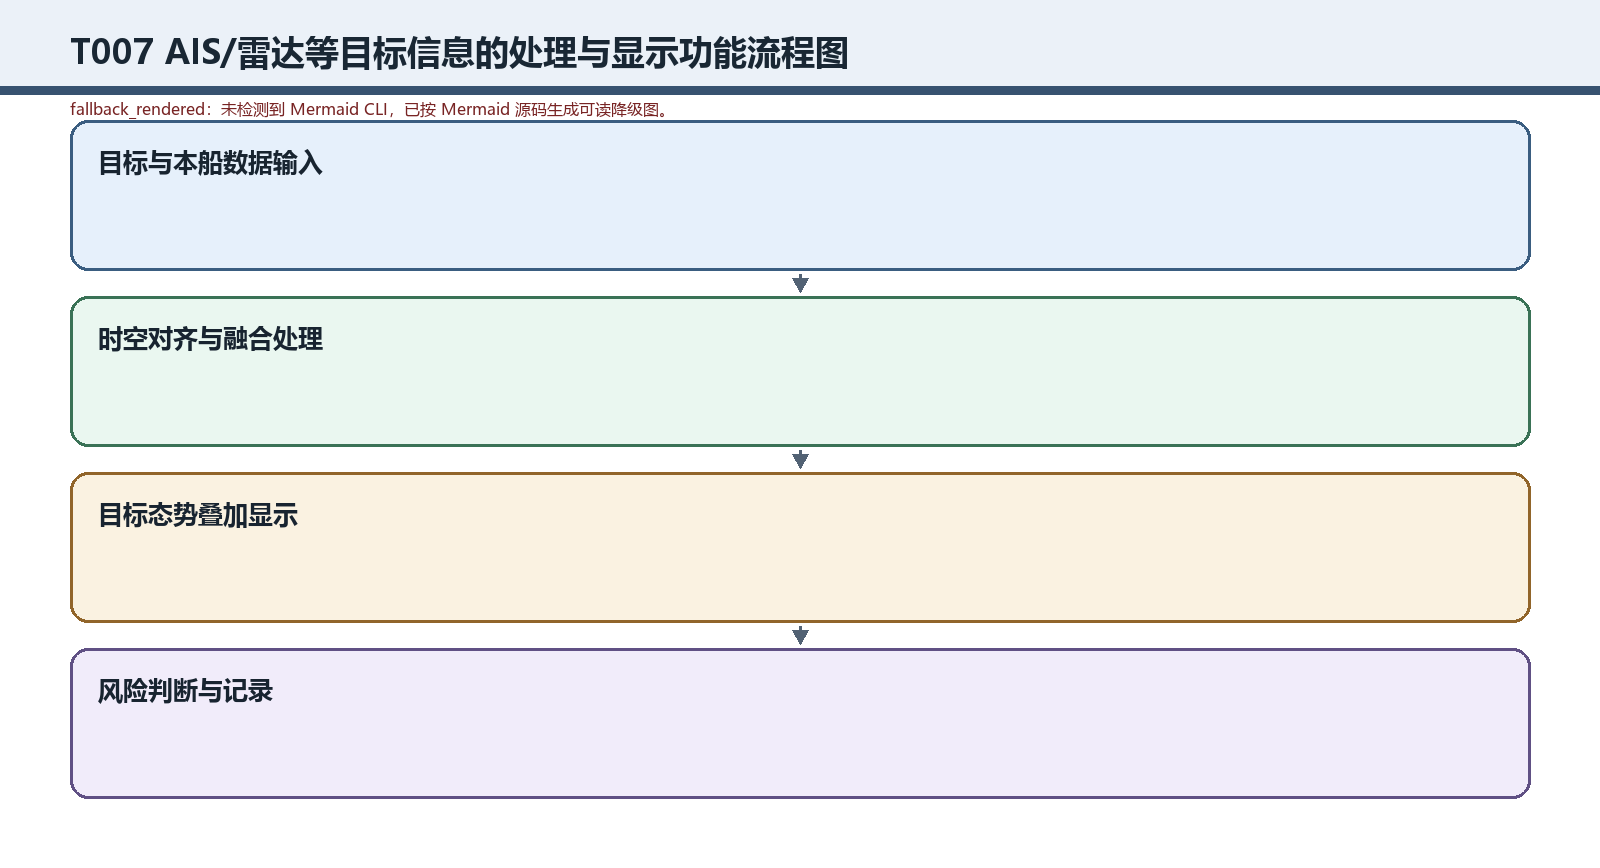 T007 AIS/雷达等目标信息的处理与显示功能流程图
fallback_rendered：未检测到 Mermaid CLI，已按 Mermaid 源码生成可读降级图。
目标与本船数据输入
时空对齐与融合处理
目标态势叠加显示
风险判断与记录